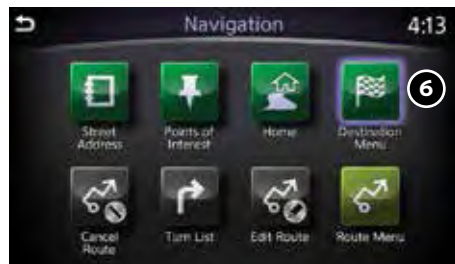 Navigation 4:13
6
Street
Address
Points of
Interest
Home
Destination
Menu
Cancel
Route
Turn List
Edit Route
Route Menu